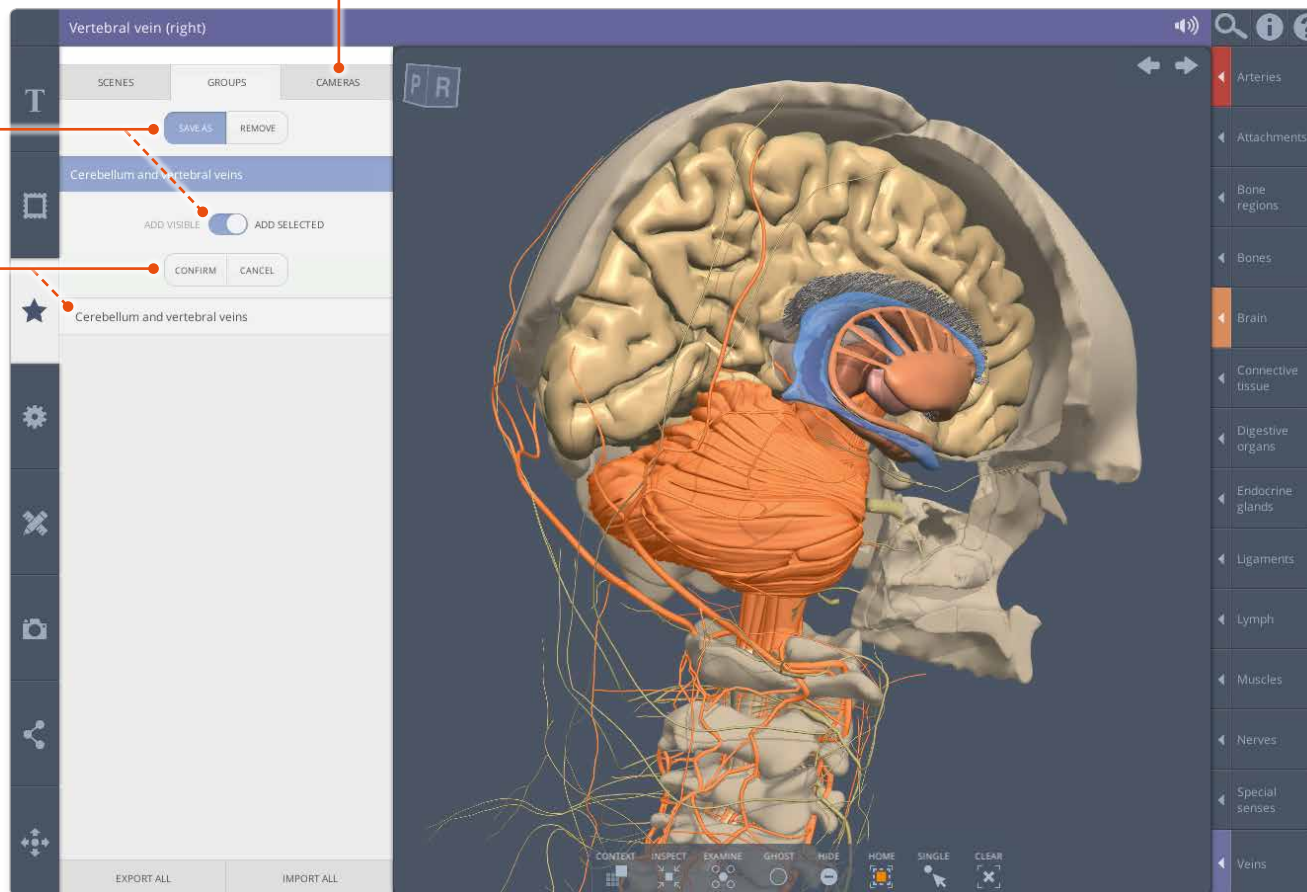 Vertebral vein (right)
SCENES
GROUPS
CAMERAS
SAVE AS
REMOVE
Cerebellum and vertebral veins
ADD VISIBLE
ADD SELECTED
CONFIRM
CANCEL
Cerebellum and vertebral veins
EXPORT ALL
IMPORT ALL
T
P R
CONTEXT
INSPECT
EXAMINE
GHOST
HIDE
HOME
SINGLE
CLEAR
Arteries
Attachments
Bone
regions
Bones
Brain
Connective
tissue
Digestive
organs
Endocrine
glands
Ligaments
Lymph
Muscles
Nerves
Special
senses
Veins